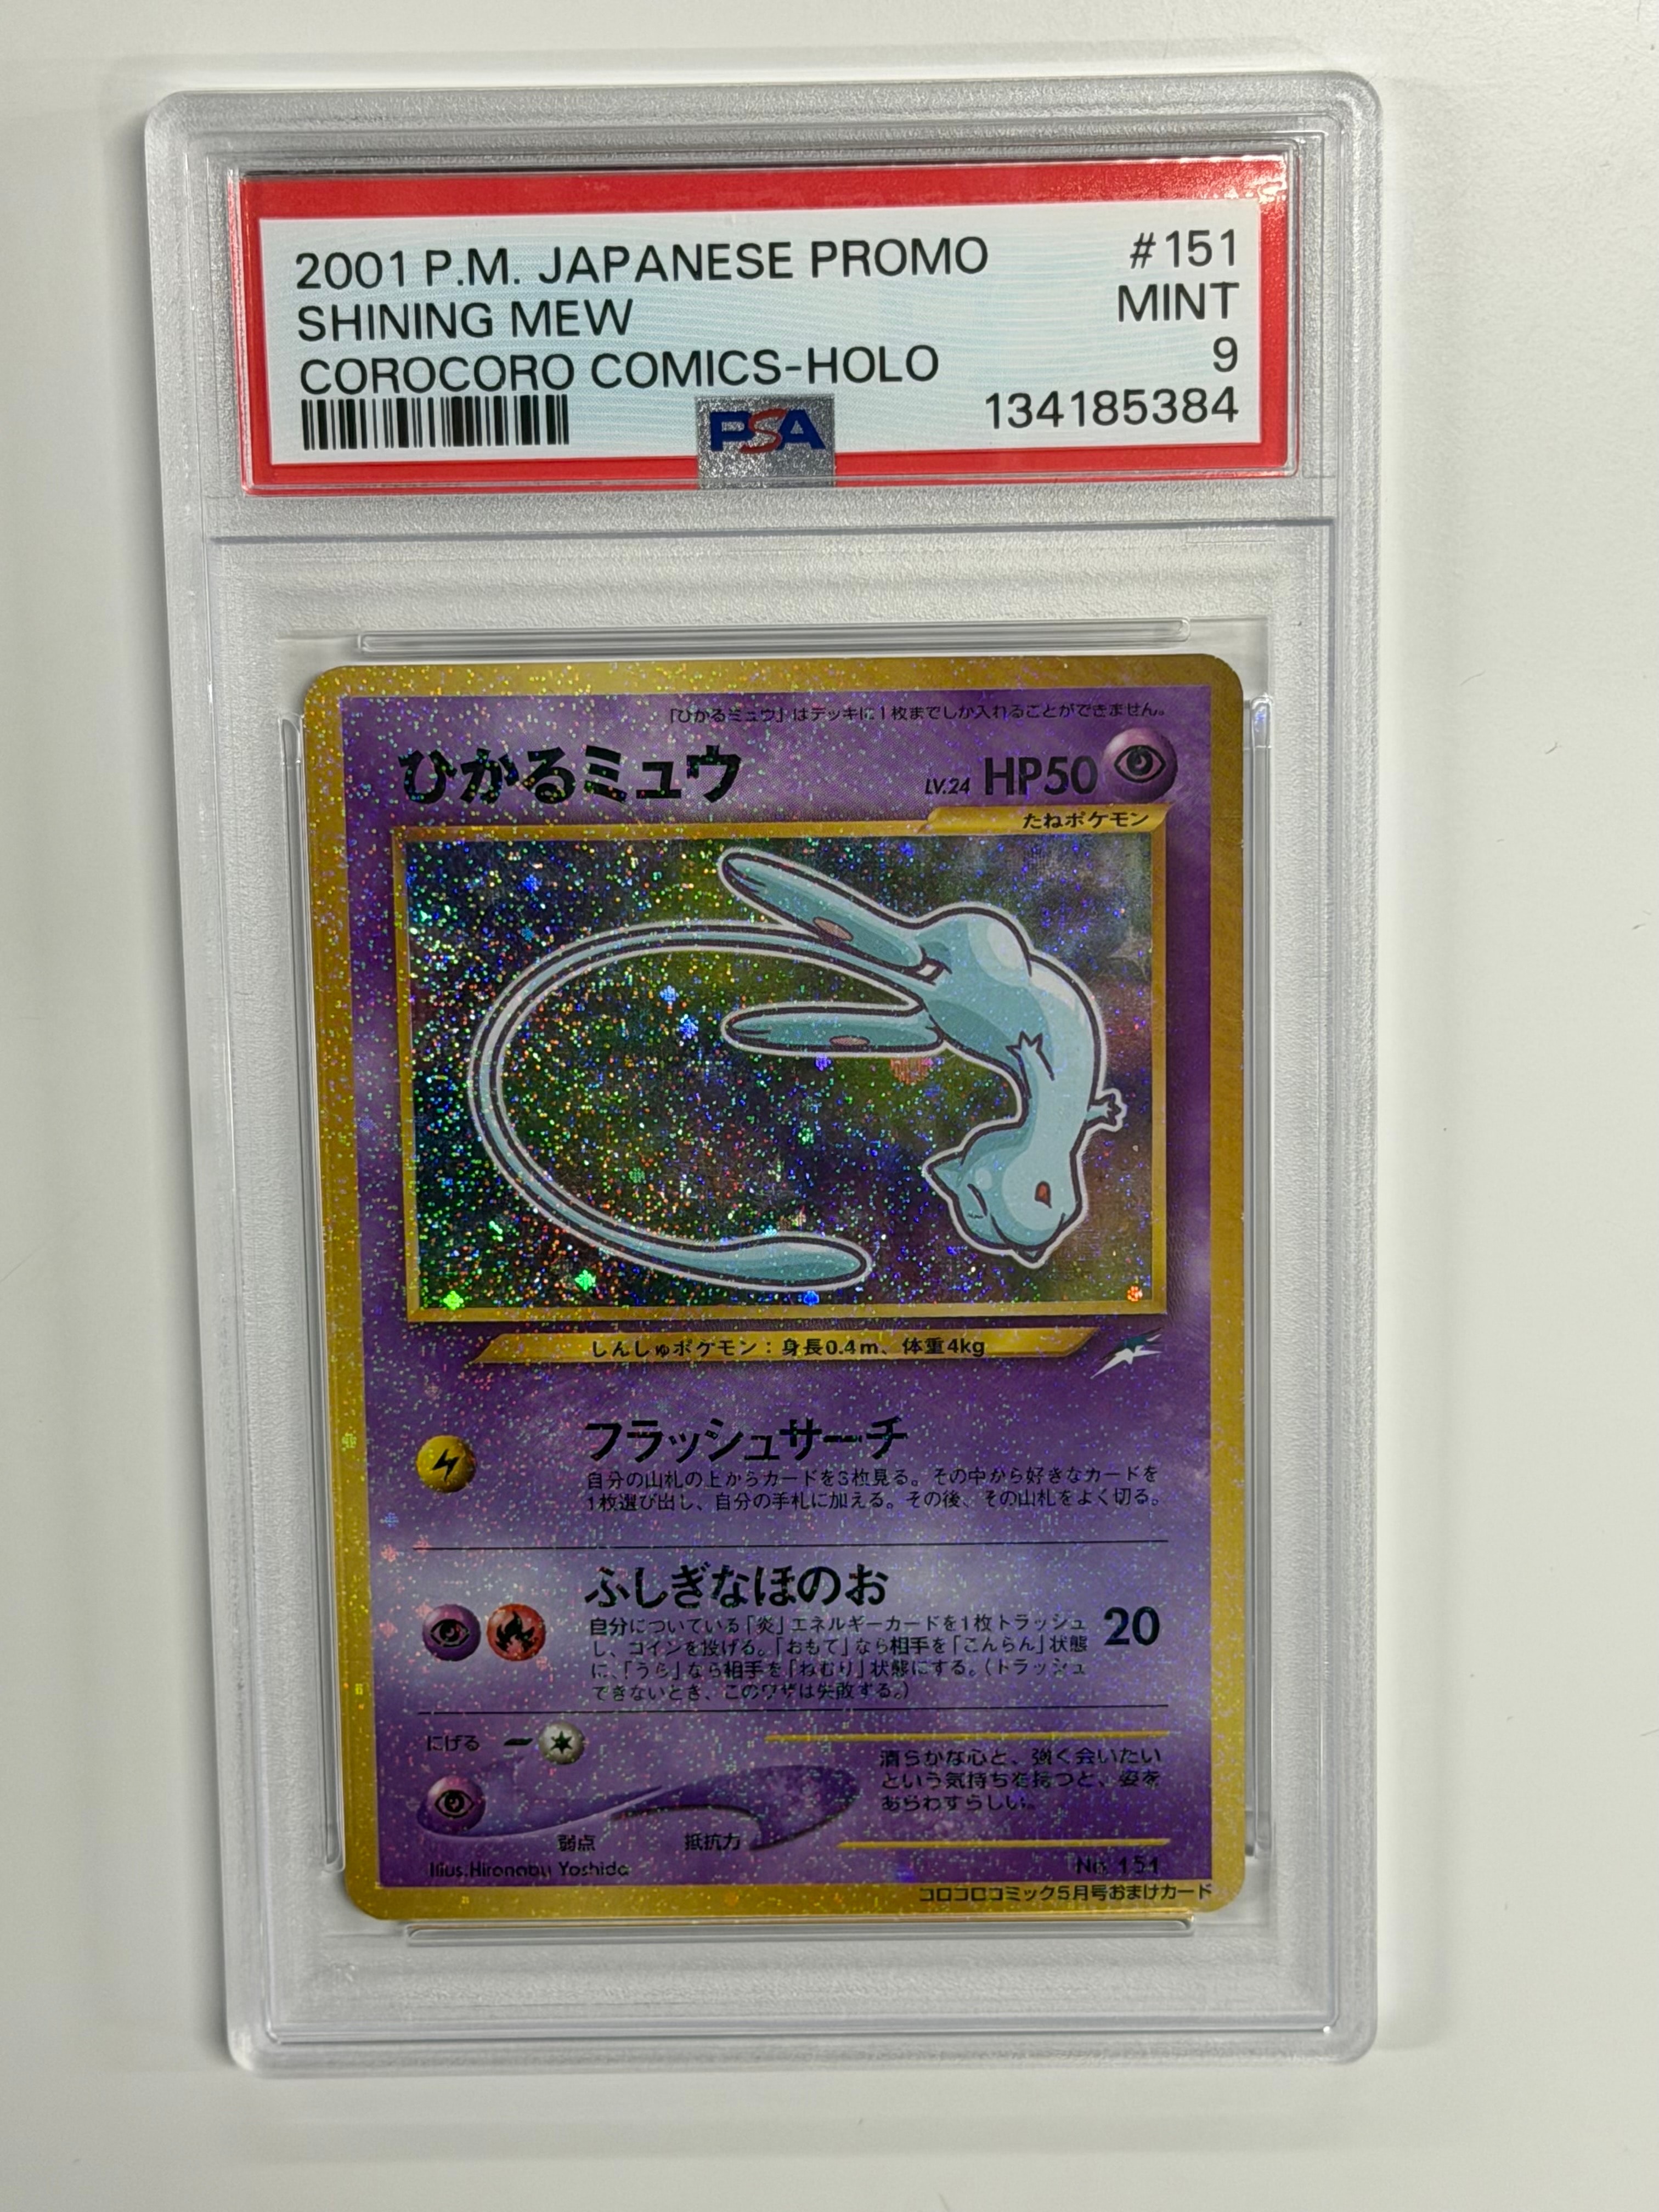 2001 P.M. JAPANESE PROMO #151
SHINING MEW MINT
COROCORO COMICS-HOLO 9
PSA 134185384
「ひかるミュウ」はデッキに1枚までしか入れることができません。
ひかるミュウ LV.24 HP50
たねポケモン
しんしゅポケモン：身長0.4m、体重4kg
フラッシュサーチ
自分の山札の上からカードを3枚見る。その中から好きなカードを
1枚選び出し、自分の手札に加える。その後、その山札をよく切る。
ふしぎなほのお 20
自分についている「炎」エネルギーカードを1枚トラッシュ
し、コインを投げる。「おもて」なら相手を「こんらん」状態
に、「うら」なら相手を「ねむり」状態にする。（トラッシュ
できないとき、このワザは失敗する。）
にげる
清らかな心と、強く会いたい
という気持ちを持つと、姿を
あらわすらしい。
弱点 抵抗力
Illus.Hironobu Yoshida No. 151
コロコロコミック5月号おまけカード